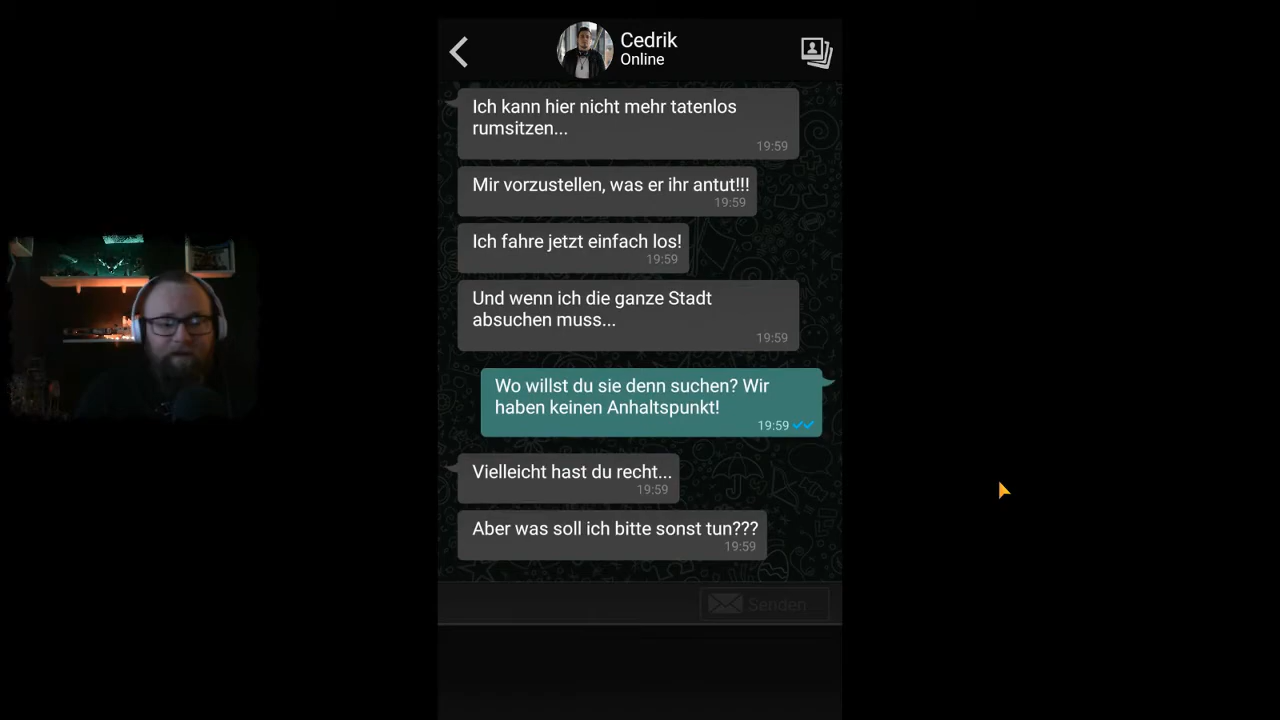 Cedrik
Online
Ich kann hier nicht mehr tatenlos
rumsitzen...
19:59
Mir vorzustellen, was er ihr antut!!!
19:59
Ich fahre jetzt einfach los!
19:59
Und wenn ich die ganze Stadt
absuchen muss...
19:59
Wo willst du sie denn suchen? Wir
haben keinen Anhaltspunkt!
19:59
Vielleicht hast du recht...
19:59
Aber was soll ich bitte sonst tun???
19:59
Senden